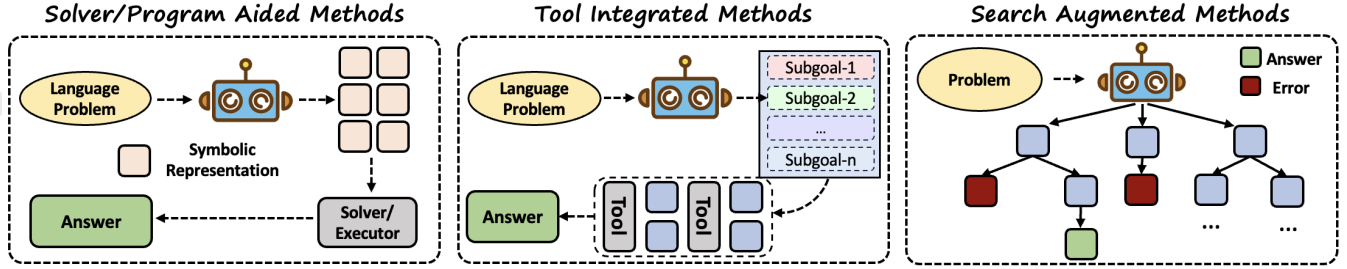 Solver/Program Aided Methods
Language
Problem
Symbolic
Representation
Answer
Solver/
Executor
Tool Integrated Methods
Language
Problem
Subgoal-1
Subgoal-2
...
Subgoal-n
Answer
Tool
Tool
Search Augmented Methods
Problem
Answer
Error
...
...